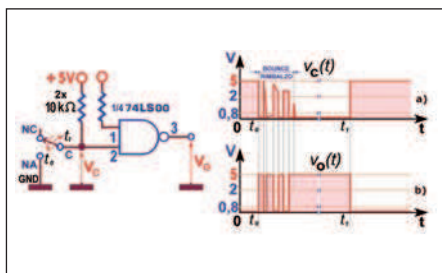 +5V
2x
10kΩ
1/4 74LS00
NC
NA
GND
C
t₁
t₀
1
2
3
V_C
V_O
V
5
2
0,8
0
BOUNCE
RIMBALZO
v_C(t)
a)
t₀
t₁
t
V
5
2
0,8
0
v_O(t)
b)
t₀
t₁
t